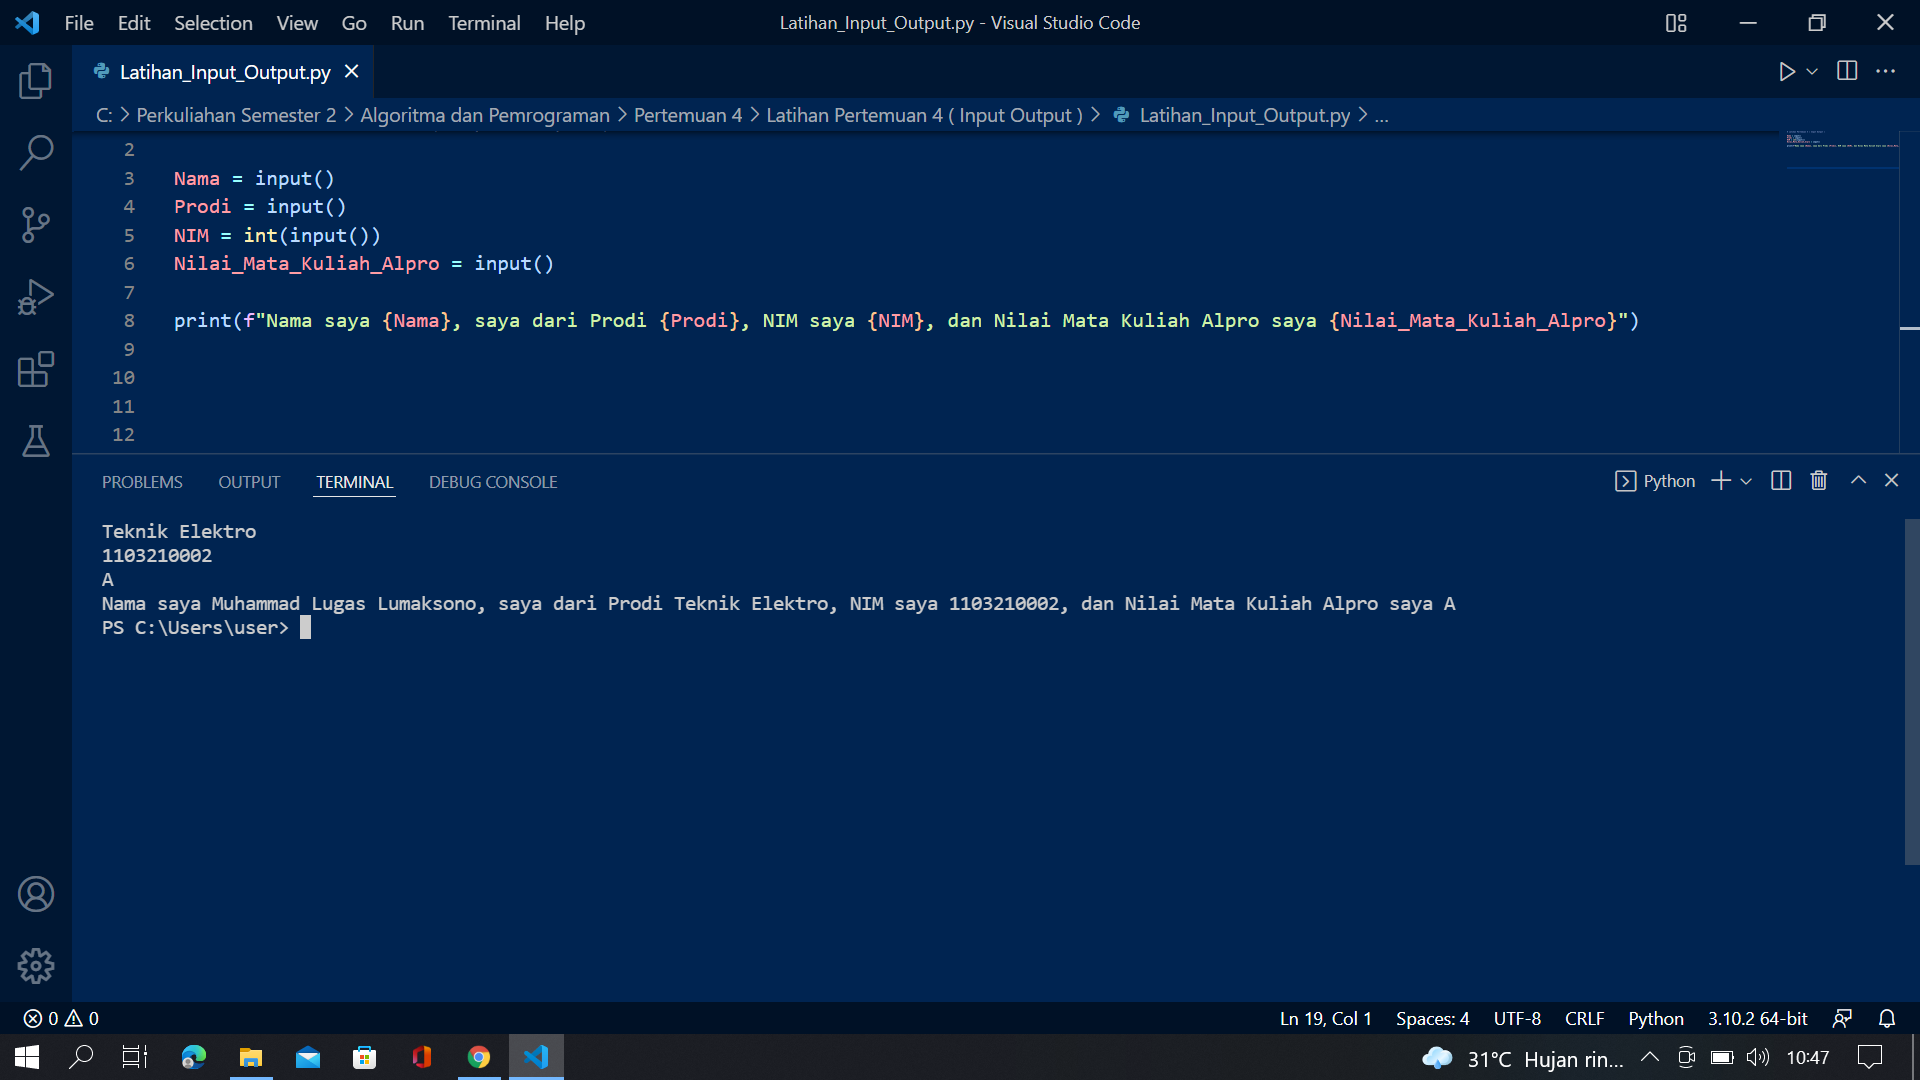 File Edit Selection View Go Run Terminal Help Latihan_Input_Output.py - Visual Studio Code
Latihan_Input_Output.py
C: > Perkuliahan Semester 2 > Algoritma dan Pemrograman > Pertemuan 4 > Latihan Pertemuan 4 ( Input Output ) > Latihan_Input_Output.py > ...
2
3 Nama = input()
4 Prodi = input()
5 NIM = int(input())
6 Nilai_Mata_Kuliah_Alpro = input()
7
8 print(f"Nama saya {Nama}, saya dari Prodi {Prodi}, NIM saya {NIM}, dan Nilai Mata Kuliah Alpro saya {Nilai_Mata_Kuliah_Alpro}")
9
10
11
12
PROBLEMS OUTPUT TERMINAL DEBUG CONSOLE Python
Teknik Elektro
1103210002
A
Nama saya Muhammad Lugas Lumaksono, saya dari Prodi Teknik Elektro, NIM saya 1103210002, dan Nilai Mata Kuliah Alpro saya A
PS C:\Users\user>
0 0 Ln 19, Col 1 Spaces: 4 UTF-8 CRLF Python 3.10.2 64-bit
31°C Hujan rin... 10:47